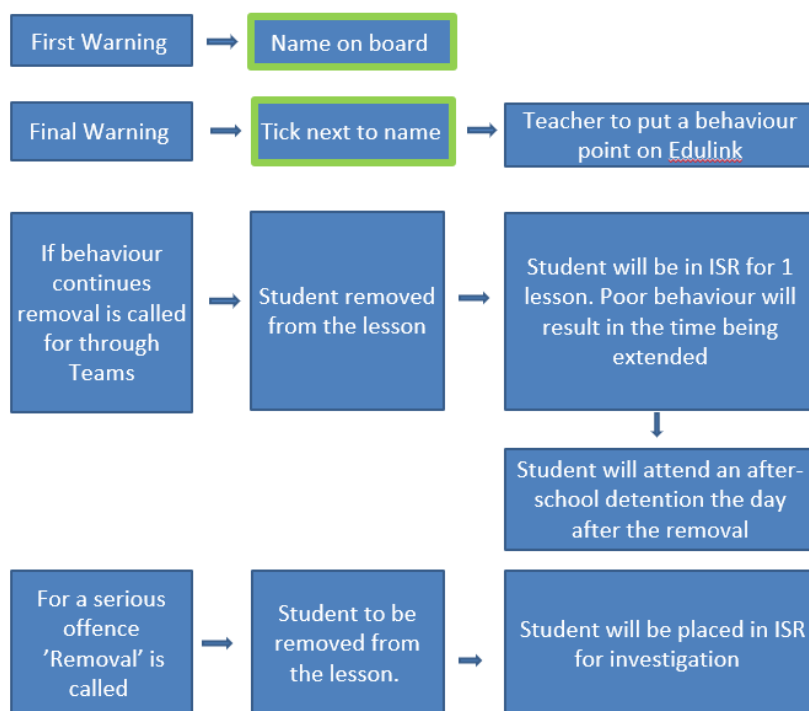 First Warning
Name on board
Final Warning
Tick next to name
Teacher to put a behaviour
point on Edulink
If behaviour
continues
removal is called
for through
Teams
Student removed
from the lesson
Student will be in ISR for 1
lesson. Poor behaviour will
result in the time being
extended
Student will attend an after-
school detention the day
after the removal
For a serious
offence
’Removal’ is
called
Student to be
removed from
the lesson.
Student will be placed in ISR
for investigation